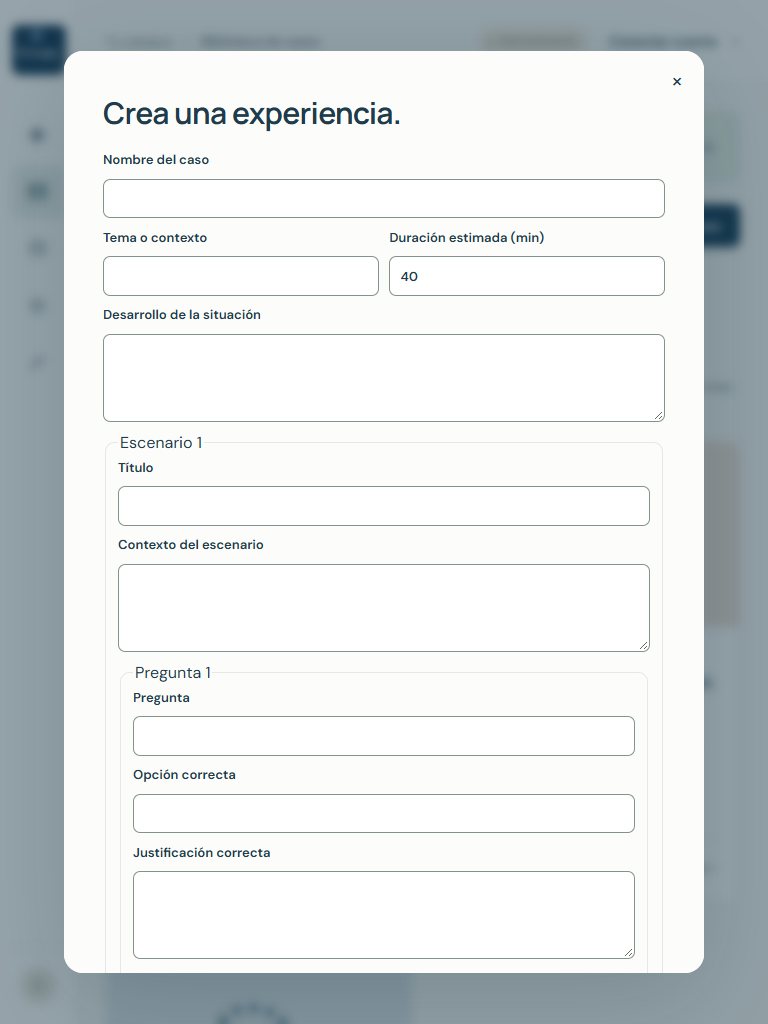 ×
Crea una experiencia.
Nombre del caso
Tema o contexto
Duración estimada (min)
40
Desarrollo de la situación
Escenario 1
Título
Contexto del escenario
Pregunta 1
Pregunta
Opción correcta
Justificación correcta